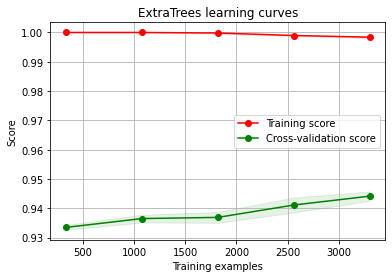 ExtraTrees learning curves
1.00
0.99
0.98
0.97
0.96
0.95
0.94
0.93
Score
Training score
Cross-validation score
500 1000 1500 2000 2500 3000
Training examples